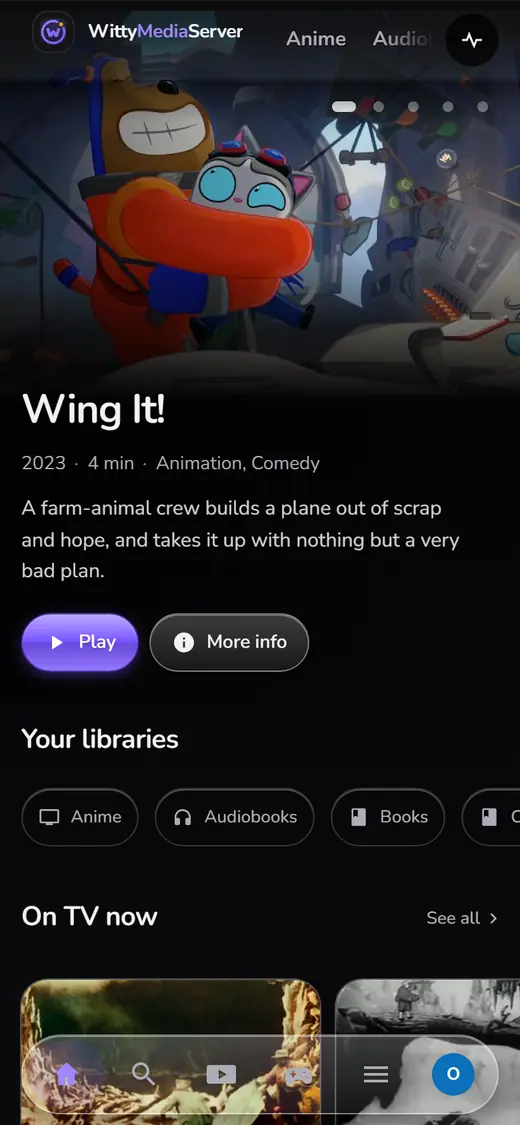 WittyMediaServer
Anime
Wing It!
2023 · 4 min · Animation, Comedy
A farm-animal crew builds a plane out of scrap
and hope, and takes it up with nothing but a very
bad plan.
Play
More info
Your libraries
Anime
Audiobooks
Books
On TV now
See all
O